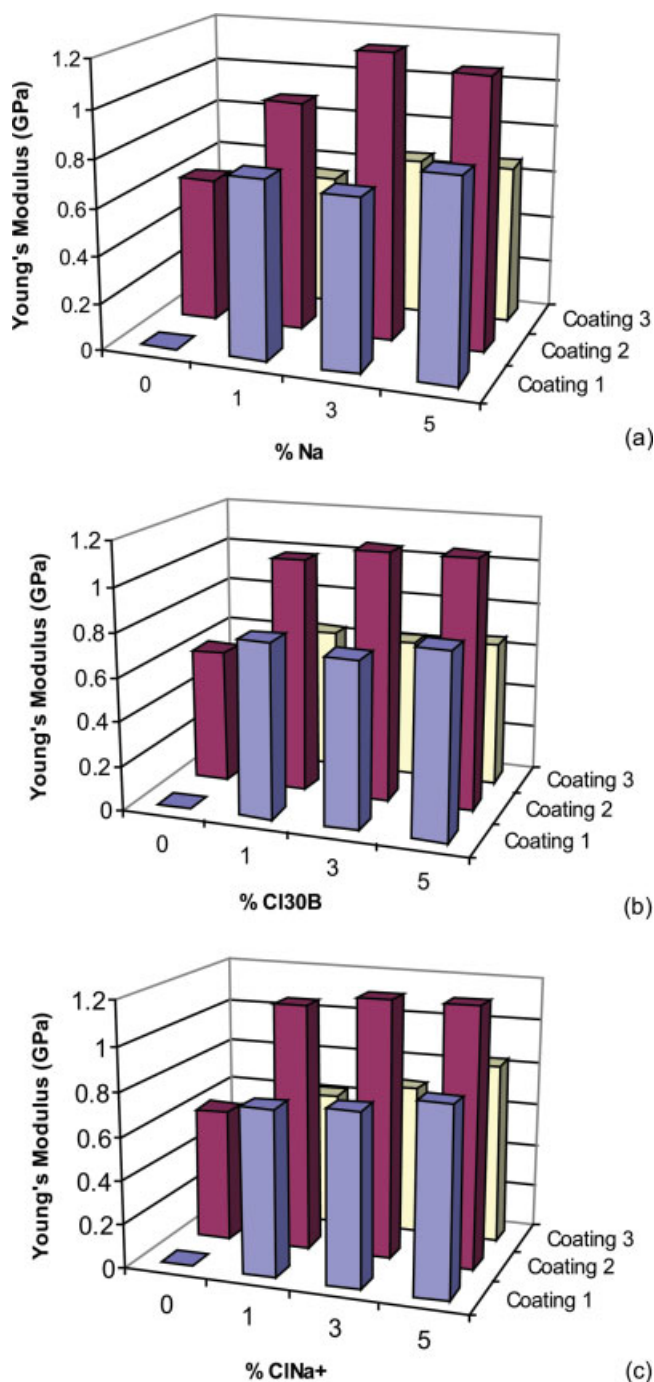 Young's Modulus (GPa)
1.2
1
0.8
0.6
0.4
0.2
0
0
1
3
5
% Na
Coating 3
Coating 2
Coating 1
(a)
Young's Modulus (GPa)
1.2
1
0.8
0.6
0.4
0.2
0
0
1
3
5
% Cl30B
Coating 3
Coating 2
Coating 1
(b)
Young's Modulus (GPa)
1.2
1
0.8
0.6
0.4
0.2
0
0
1
3
5
% ClNa+
Coating 3
Coating 2
Coating 1
(c)